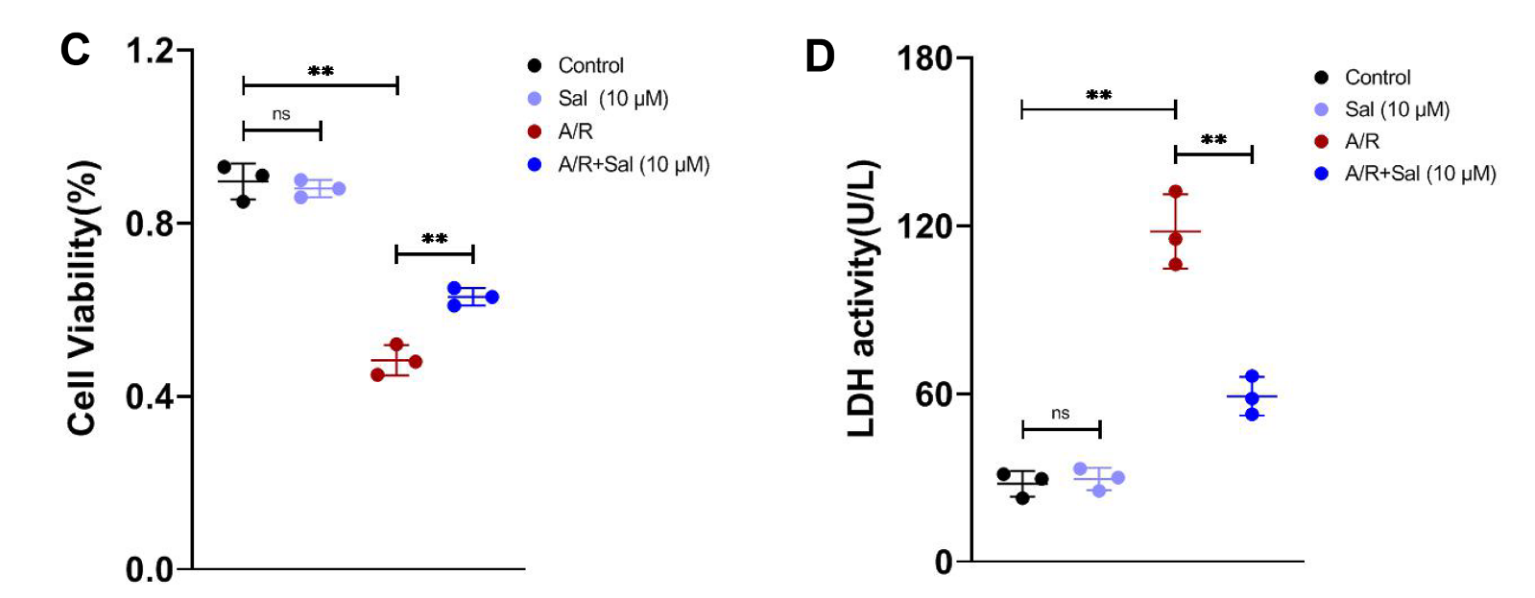 C
Cell Viability(%)
1.2
0.8
0.4
0.0
**
ns
**
Control
Sal (10 μM)
A/R
A/R+Sal (10 μM)
D
LDH activity(U/L)
180
120
60
0
**
**
ns
Control
Sal (10 μM)
A/R
A/R+Sal (10 μM)